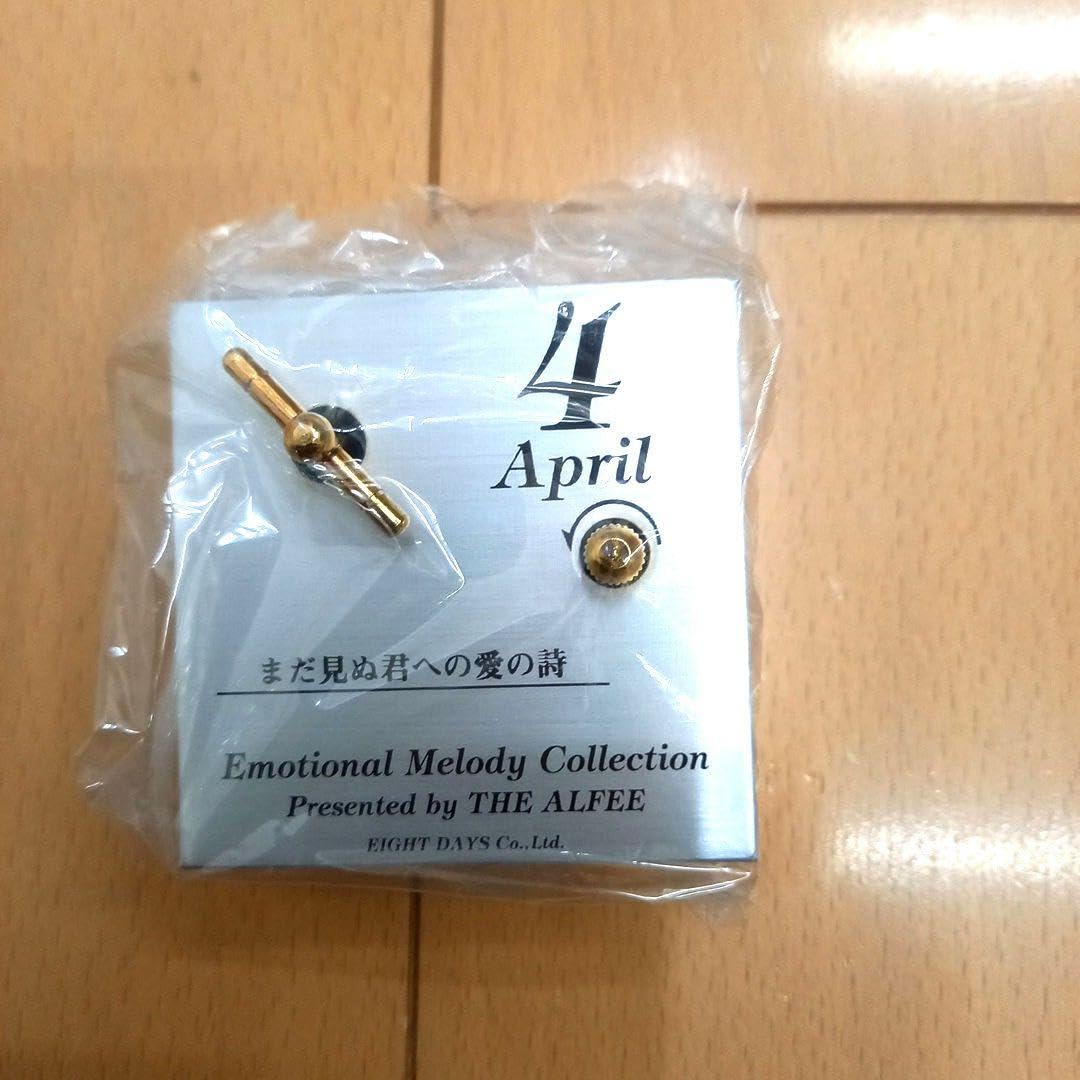 4
April
まだ見ぬ君への愛の詩
Emotional Melody Collection
Presented by THE ALFEE
EIGHT DAYS Co.,Ltd.